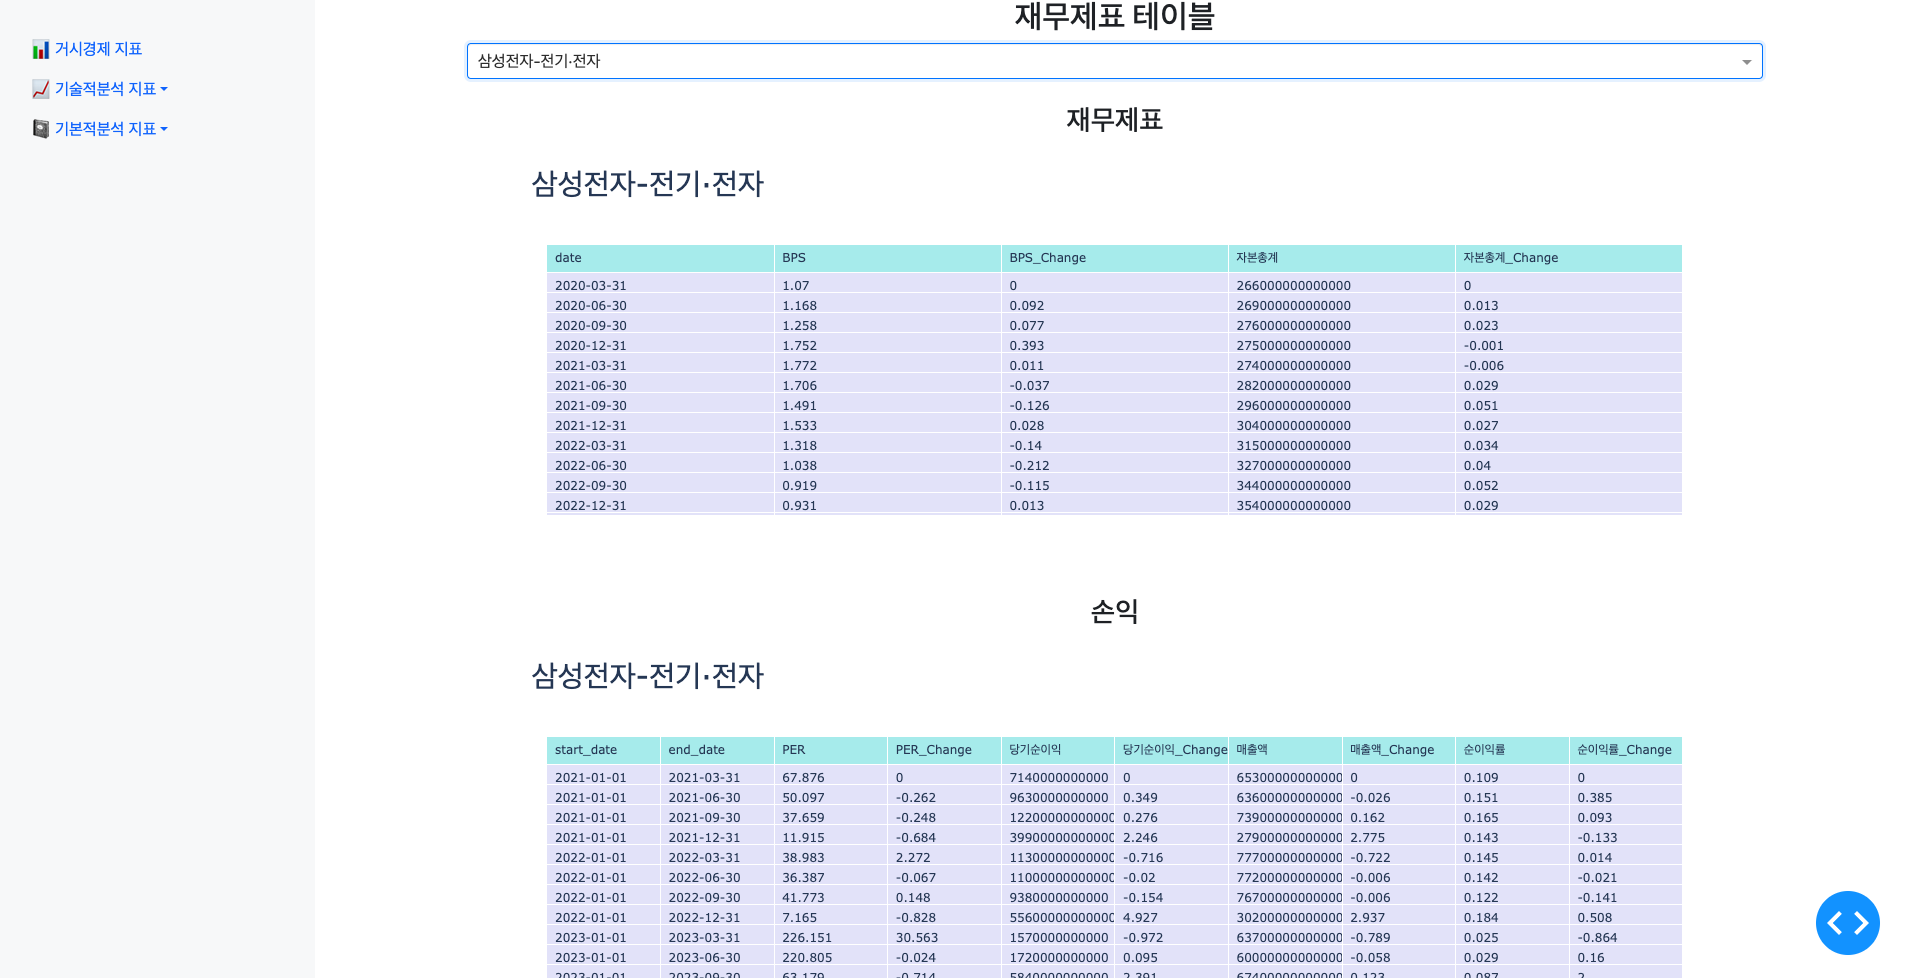 재무제표 테이블
거시경제 지표
기술적분석 지표
기본적분석 지표
삼성전자-전기·전자
재무제표
삼성전자-전기·전자
date BPS BPS_Change 자본총계 자본총계_Change
2020-03-31 1.07 0 266000000000000 0
2020-06-30 1.168 0.092 269000000000000 0.013
2020-09-30 1.258 0.077 276000000000000 0.023
2020-12-31 1.752 0.393 275000000000000 -0.001
2021-03-31 1.772 0.011 274000000000000 -0.006
2021-06-30 1.706 -0.037 282000000000000 0.029
2021-09-30 1.491 -0.126 296000000000000 0.051
2021-12-31 1.533 0.028 304000000000000 0.027
2022-03-31 1.318 -0.14 315000000000000 0.034
2022-06-30 1.038 -0.212 327000000000000 0.04
2022-09-30 0.919 -0.115 344000000000000 0.052
2022-12-31 0.931 0.013 354000000000000 0.029
손익
삼성전자-전기·전자
start_date end_date PER PER_Change 당기순이익 당기순이익_Change 매출액 매출액_Change 순이익률 순이익률_Change
2021-01-01 2021-03-31 67.876 0 7140000000000 0 65300000000000 0 0.109 0
2021-01-01 2021-06-30 50.097 -0.262 9630000000000 0.349 63600000000000 -0.026 0.151 0.385
2021-01-01 2021-09-30 37.659 -0.248 12200000000000 0.276 73900000000000 0.162 0.165 0.093
2021-01-01 2021-12-31 11.915 -0.684 39900000000000 2.246 27900000000000 2.775 0.143 -0.133
2022-01-01 2022-03-31 38.983 2.272 11300000000000 -0.716 77700000000000 -0.722 0.145 0.014
2022-01-01 2022-06-30 36.387 -0.067 11000000000000 -0.02 77200000000000 -0.006 0.142 -0.021
2022-01-01 2022-09-30 41.773 0.148 9380000000000 -0.154 76700000000000 -0.006 0.122 -0.141
2022-01-01 2022-12-31 7.165 -0.828 55600000000000 4.927 30200000000000 2.937 0.184 0.508
2023-01-01 2023-03-31 226.151 30.563 1570000000000 -0.972 63700000000000 -0.789 0.025 -0.864
2023-01-01 2023-06-30 220.805 -0.024 1720000000000 0.095 60000000000000 -0.058 0.029 0.16
2023-01-01 2023-09-30 63.179 -0.714 5840000000000 2.391 67400000000000 0.123 0.087 2